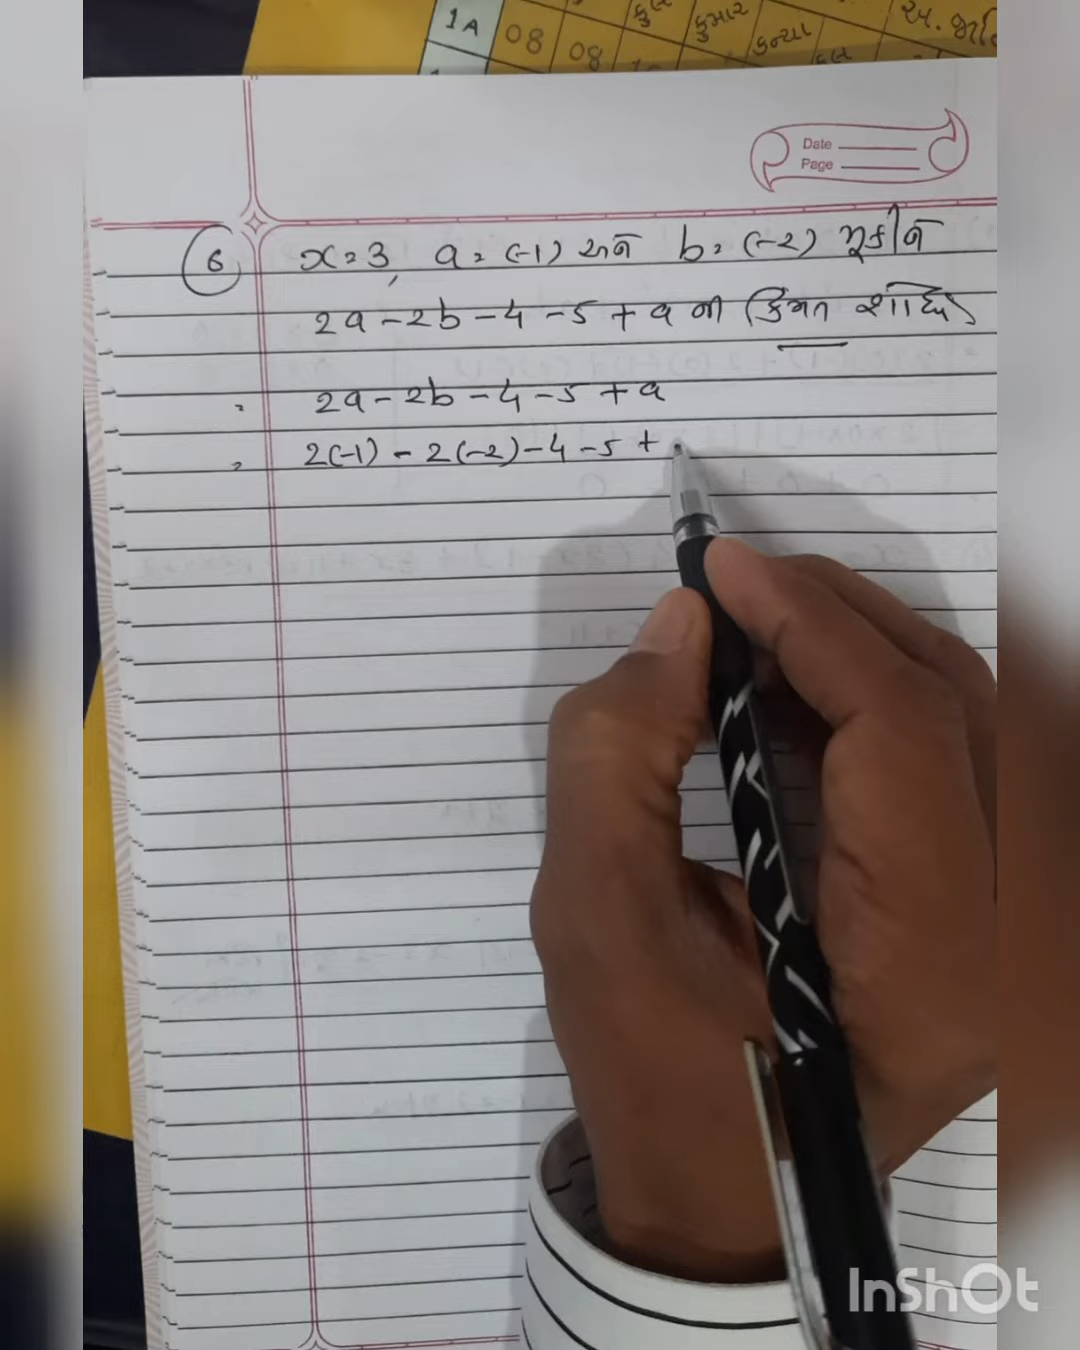 1A 08 08 કુમાર કન્યા
Date
Page
6 x = 3, a = (-1) અને b = (-2) મૂકીને
2a - 2b - 4 - 5 + a ની કિંમત શોધો
= 2a - 2b - 4 - 5 + a
= 2(-1) - 2(-2) - 4 - 5 +
InShOt